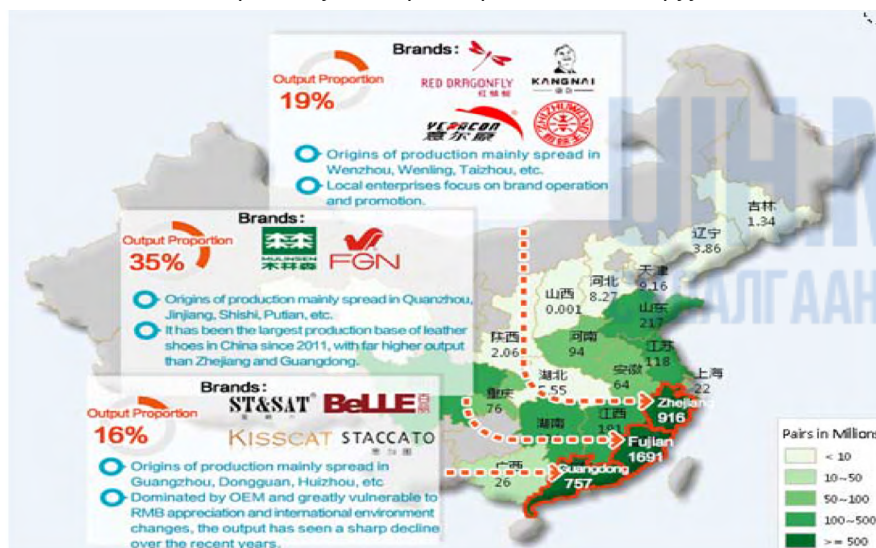 Brands:
Output Proportion
19%
RED DRAGONFLY
红蜻蜓
KANGNAI
YEARCON
意尔康
Origins of production mainly spread in
Wenzhou, Wenling, Taizhou, etc.
Local enterprises focus on brand operation
and promotion.
Brands:
Output Proportion
35%
MULINSEN
木林森
FGN
Origins of production mainly spread in Quanzhou,
Jinjiang, Shishi, Putian, etc.
It has been the largest production base of leather
shoes in China since 2011, with far higher output
than Zhejiang and Guangdong.
Brands:
Output Proportion
16%
ST&SAT
BeLLE
百丽
KISSCAT
STACCATO
思加图
Origins of production mainly spread in
Guangzhou, Dongguan, Huizhou, etc
Dominated by OEM and greatly vulnerable to
RMB appreciation and international environment
changes, the output has seen a sharp decline
over the recent years.
吉林
1.34
辽宁
3.86
天津
9.16
河北
8.27
山西
0.001
山东
217
陕西
2.06
河南
94
江苏
118
安徽
64
上海
22
湖北
5.55
重庆
76
Zhejiang
916
江西
191
湖南
Fujian
1691
广西
26
Guangdong
757
Pairs in Millions
< 10
10~50
50~100
100~500
>= 500